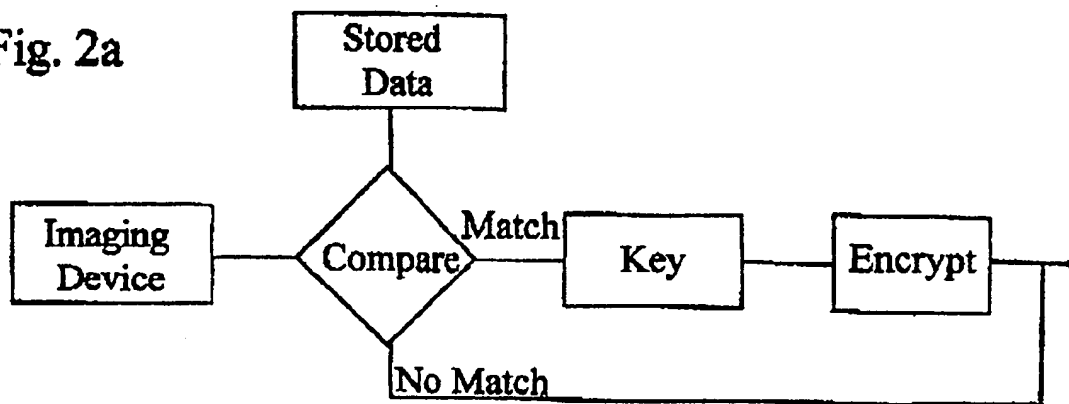 Fig. 2a
Stored
Data
Imaging
Device
Compare
Match
Key
Encrypt
No Match